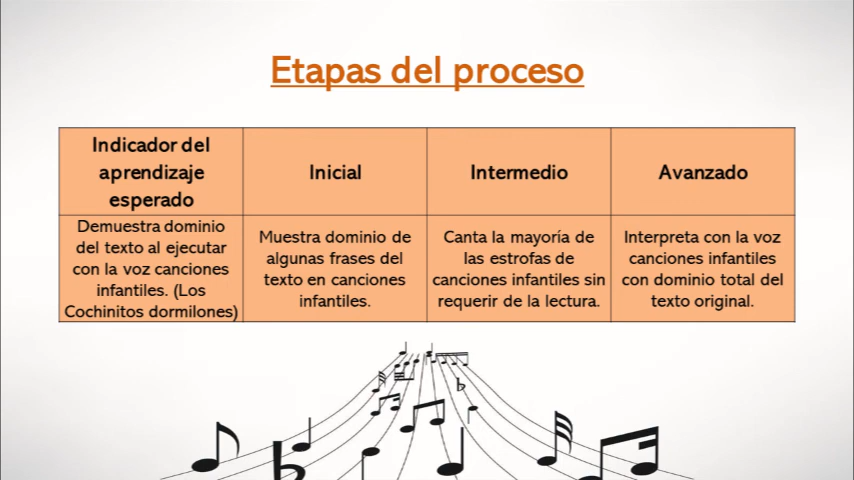 Etapas del proceso
Indicador del
aprendizaje
esperado
Inicial
Intermedio
Avanzado
Demuestra dominio
del texto al ejecutar
con la voz canciones
infantiles. (Los
Cochinitos dormilones)
Muestra dominio de
algunas frases del
texto en canciones
infantiles.
Canta la mayoría de
las estrofas de
canciones infantiles sin
requerir de la lectura.
Interpreta con la voz
canciones infantiles
con dominio total del
texto original.